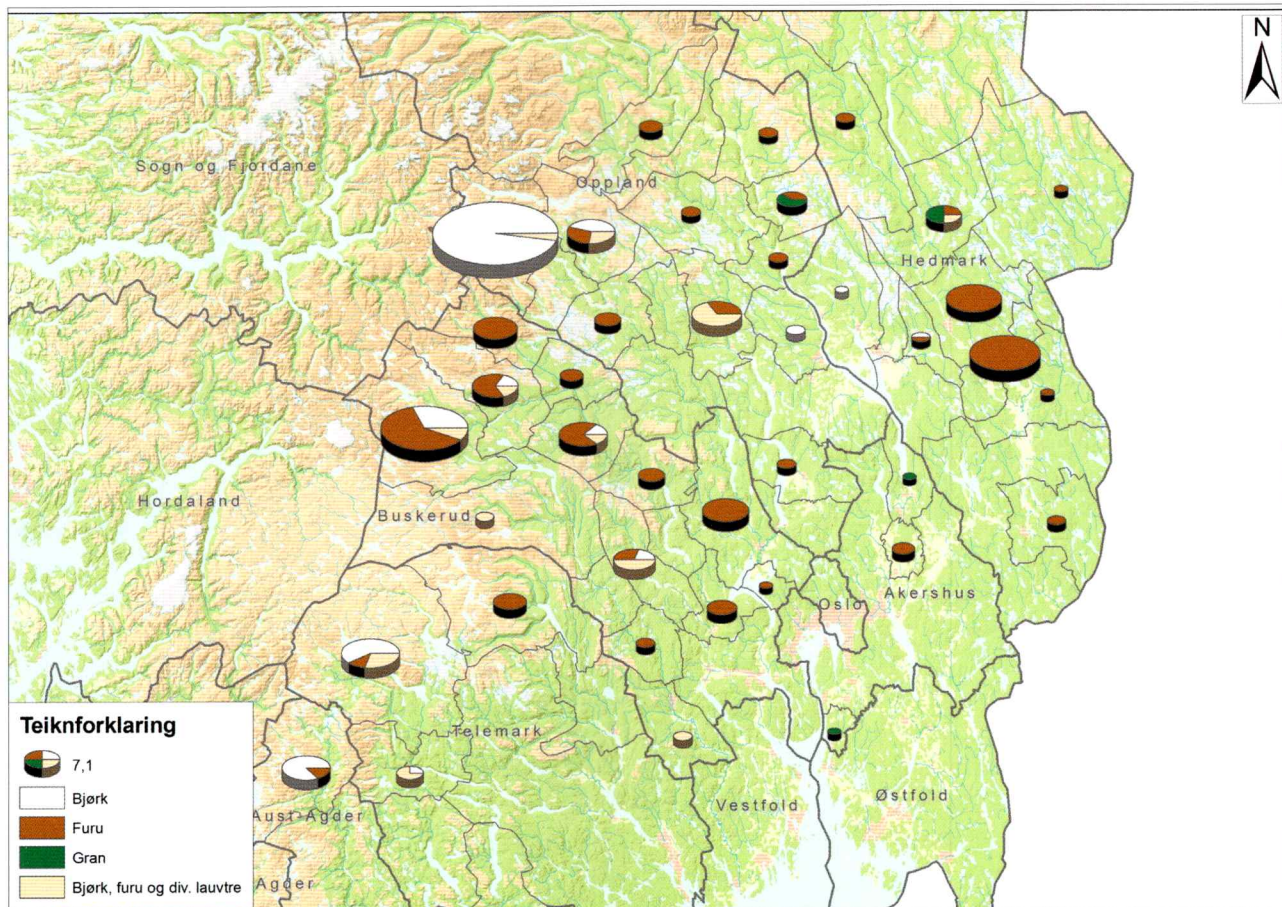 N
Sogn og Fjordane
Oppland
Hedmark
Hordaland
Buskerud
Akershus
Oslo
Telemark
Vestfold
Østfold
Aust-Agder
Agder
Teiknforklaring
7,1
Bjørk
Furu
Gran
Bjørk, furu og div. lauvtre